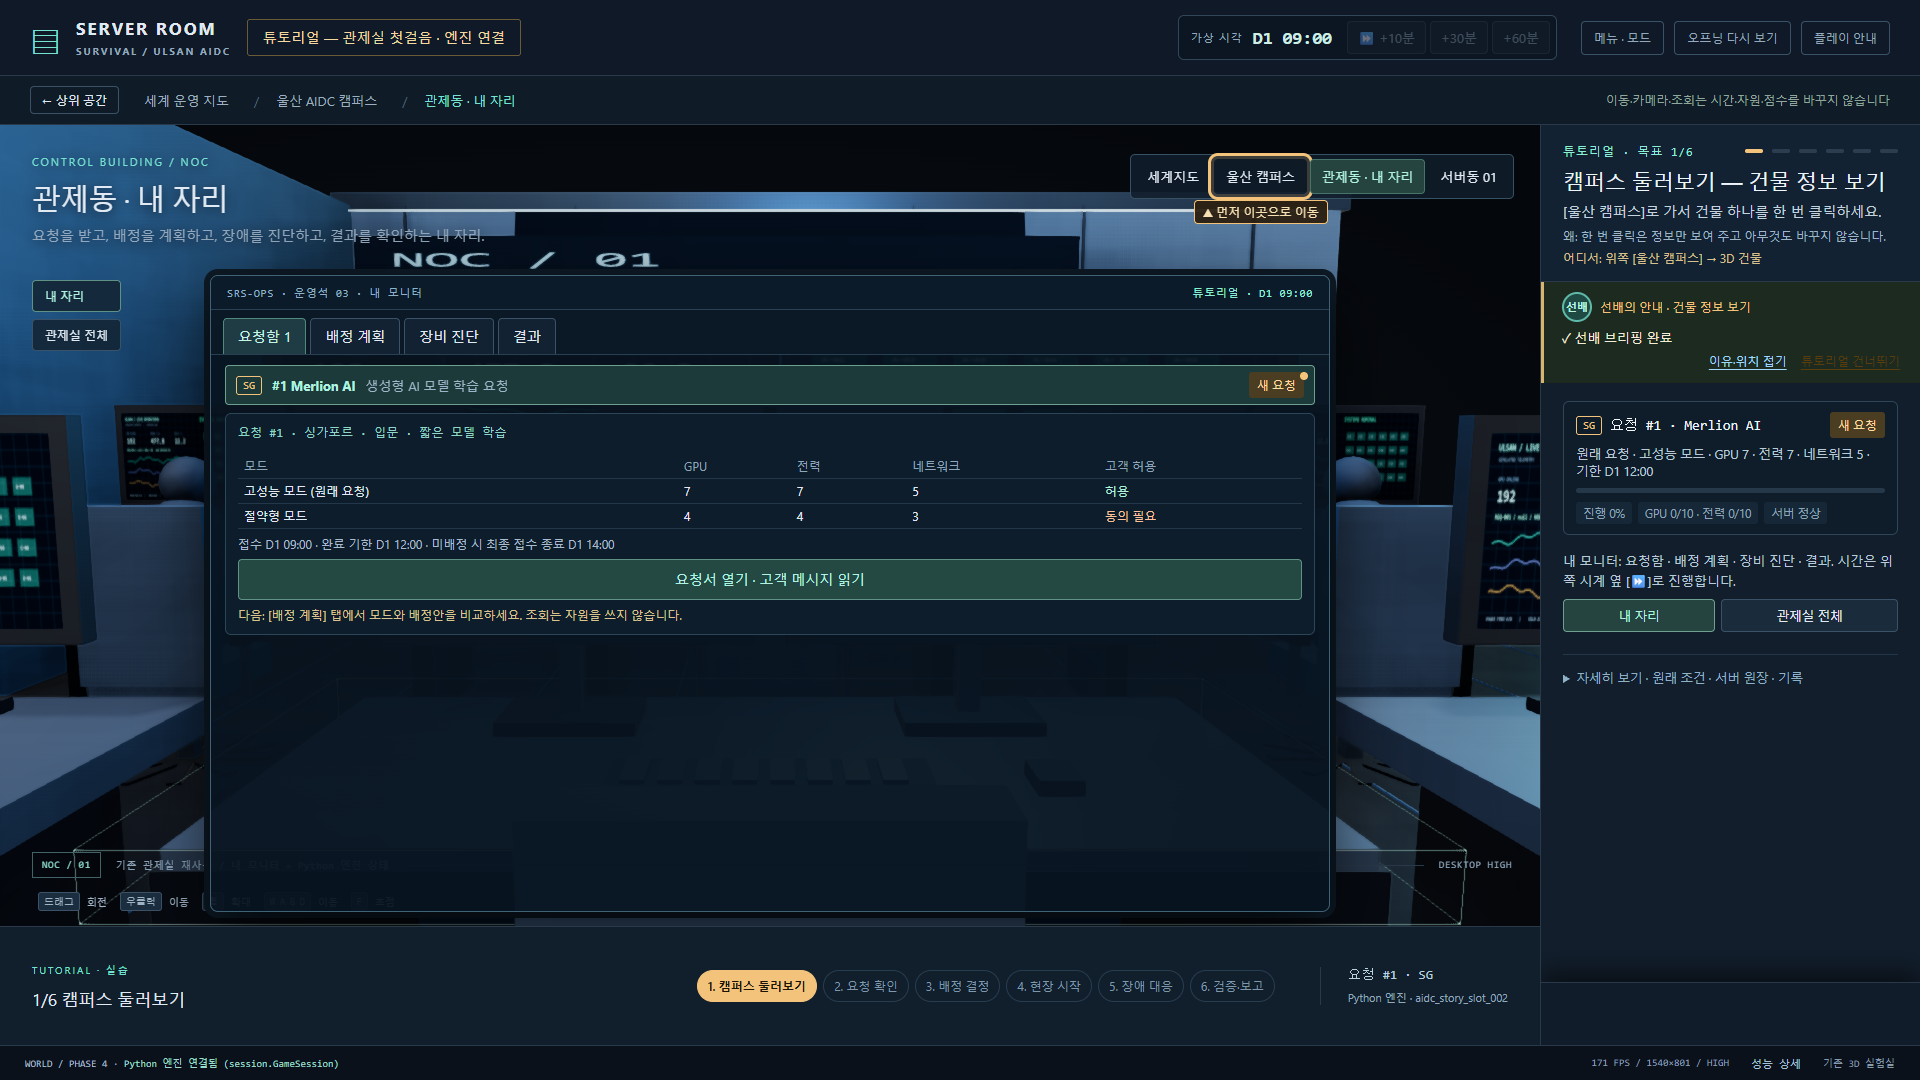 SERVER ROOM
SURVIVAL / ULSAN AIDC
튜토리얼 — 관제실 첫걸음 · 엔진 연결
가상 시각 D1 09:00 ⏩ +10분 +30분 +60분
메뉴 · 모드
오프닝 다시 보기
플레이 안내
← 상위 공간
세계 운영 지도 / 울산 AIDC 캠퍼스 / 관제동 · 내 자리
이동·카메라·조회는 시간·자원·점수를 바꾸지 않습니다
CONTROL BUILDING / NOC
관제동 · 내 자리
요청을 받고, 배정을 계획하고, 장애를 진단하고, 결과를 확인하는 내 자리.
세계지도 울산 캠퍼스 관제동 · 내 자리 서버동 01
▲ 먼저 이곳으로 이동
내 자리
관제실 전체
NOC / 01
SRS-OPS · 운영석 03 · 내 모니터
튜토리얼 · D1 09:00
요청함 1 배정 계획 장비 진단 결과
SG #1 Merlion AI 생성형 AI 모델 학습 요청 새 요청
요청 #1 · 싱가포르 · 입문 · 짧은 모델 학습
모드 GPU 전력 네트워크 고객 허용
고성능 모드 (원래 요청) 7 7 5 허용
절약형 모드 4 4 3 동의 필요
접수 D1 09:00 · 완료 기한 D1 12:00 · 미배정 시 최종 접수 종료 D1 14:00
요청서 열기 · 고객 메시지 읽기
다음: [배정 계획] 탭에서 모드와 배정안을 비교하세요. 조회는 자원을 쓰지 않습니다.
ULSAN / LIVE
192
NOC / 01 기존 관제실 재사
DESKTOP HIGH
드래그 회전 우클릭 이동
튜토리얼 · 목표 1/6
캠퍼스 둘러보기 — 건물 정보 보기
[울산 캠퍼스]로 가서 건물 하나를 한 번 클릭하세요.
왜: 한 번 클릭은 정보만 보여 주고 아무것도 바꾸지 않습니다.
어디서: 위쪽 [울산 캠퍼스] → 3D 건물
선배 선배의 안내 · 건물 정보 보기
✓ 선배 브리핑 완료
이유·위치 접기 튜토리얼 건너뛰기
SG 요청 #1 · Merlion AI 새 요청
원래 요청 · 고성능 모드 · GPU 7 · 전력 7 · 네트워크 5 ·
기한 D1 12:00
진행 0% GPU 0/10 · 전력 0/10 서버 정상
내 모니터: 요청함 · 배정 계획 · 장비 진단 · 결과. 시간은 위
쪽 시계 옆 [⏩]로 진행합니다.
내 자리 관제실 전체
▶ 자세히 보기 · 원래 조건 · 서버 원장 · 기록
TUTORIAL · 실습
1/6 캠퍼스 둘러보기
1. 캠퍼스 둘러보기 2. 요청 확인 3. 배정 결정 4. 현장 시작 5. 장애 대응 6. 검증·보고
요청 #1 · SG
Python 엔진 · aidc_story_slot_002
WORLD / PHASE 4 · Python 엔진 연결됨 (session.GameSession)
171 FPS / 1540×801 / HIGH 성능 상세 기존 3D 실험실